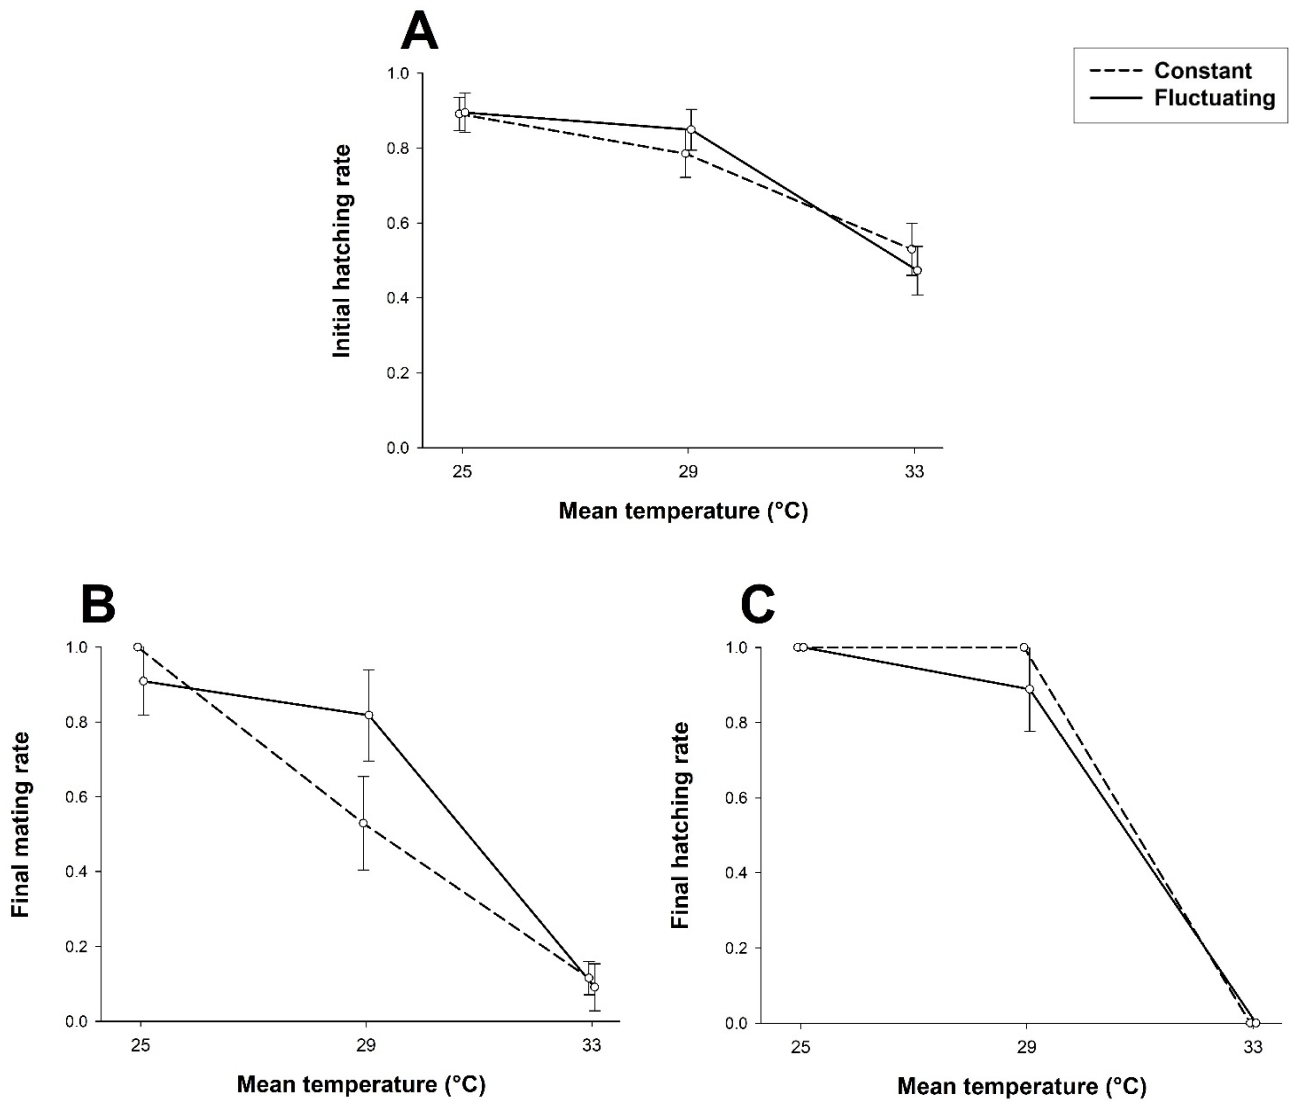 A
Constant
Fluctuating
1.0
0.8
0.6
0.4
0.2
0.0
Initial hatching rate
25 29 33
Mean temperature (°C)
B
1.0
0.8
0.6
0.4
0.2
0.0
Final mating rate
25 29 33
Mean temperature (°C)
C
1.0
0.8
0.6
0.4
0.2
0.0
Final hatching rate
25 29 33
Mean temperature (°C)